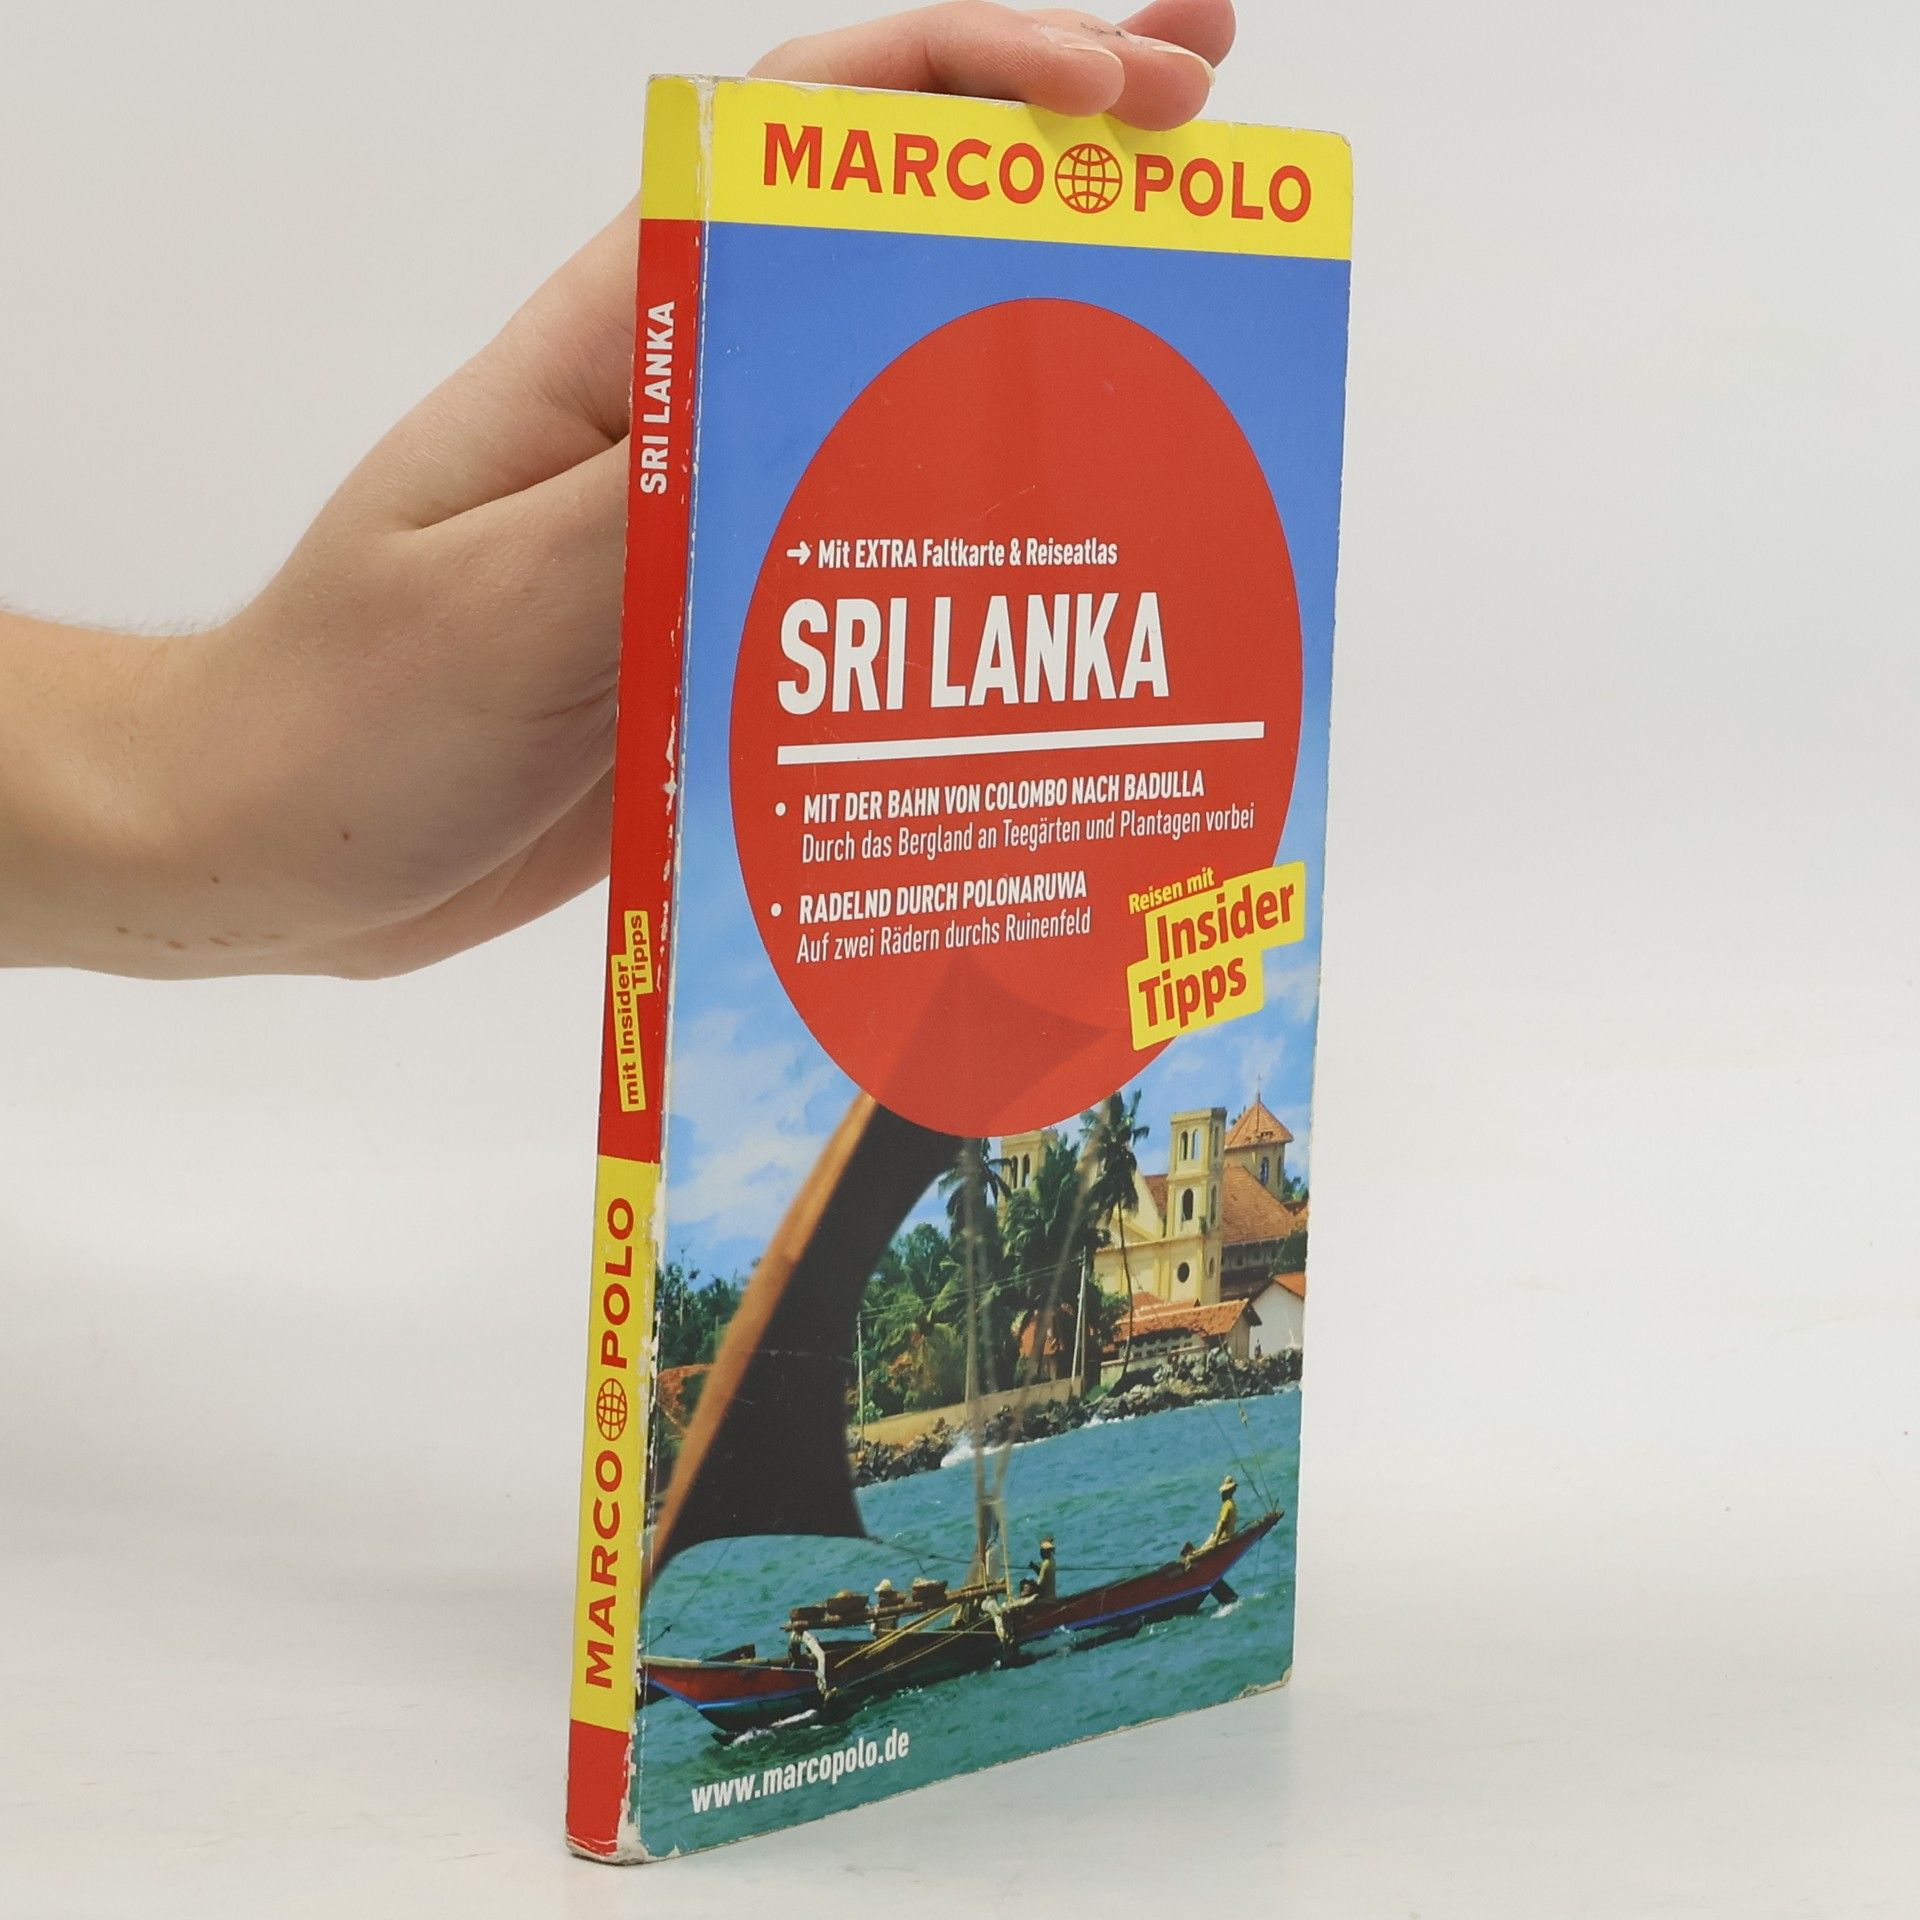 MARCO POLO
➜ Mit EXTRA Faltkarte & Reiseatlas
SRI LANKA
• MIT DER BAHN VON COLOMBO NACH BADULLA
Durch das Bergland an Teegärten und Plantagen vorbei
• RADELND DURCH POLONARUWA
Auf zwei Rädern durchs Ruinenfeld
Reisen mit
Insider
Tipps
www.marcopolo.de
SRI LANKA
mit Insider
Tipps
MARCO POLO